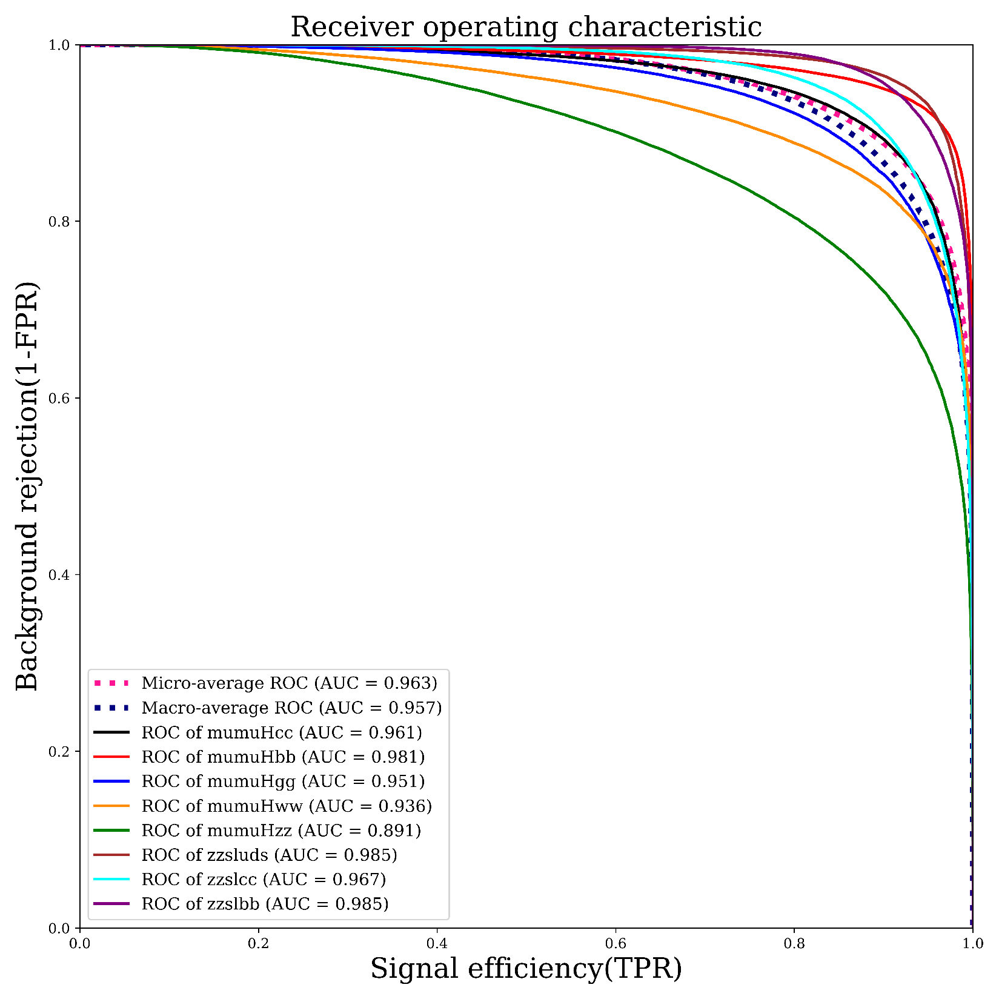 Receiver operating characteristic
Background rejection(1-FPR)
1.0
0.8
0.6
0.4
0.2
0.0
Micro-average ROC (AUC = 0.963)
Macro-average ROC (AUC = 0.957)
ROC of mumuHcc (AUC = 0.961)
ROC of mumuHbb (AUC = 0.981)
ROC of mumuHgg (AUC = 0.951)
ROC of mumuHww (AUC = 0.936)
ROC of mumuHzz (AUC = 0.891)
ROC of zzsluds (AUC = 0.985)
ROC of zzslcc (AUC = 0.967)
ROC of zzslbb (AUC = 0.985)
0.0 0.2 0.4 0.6 0.8 1.0
Signal efficiency(TPR)